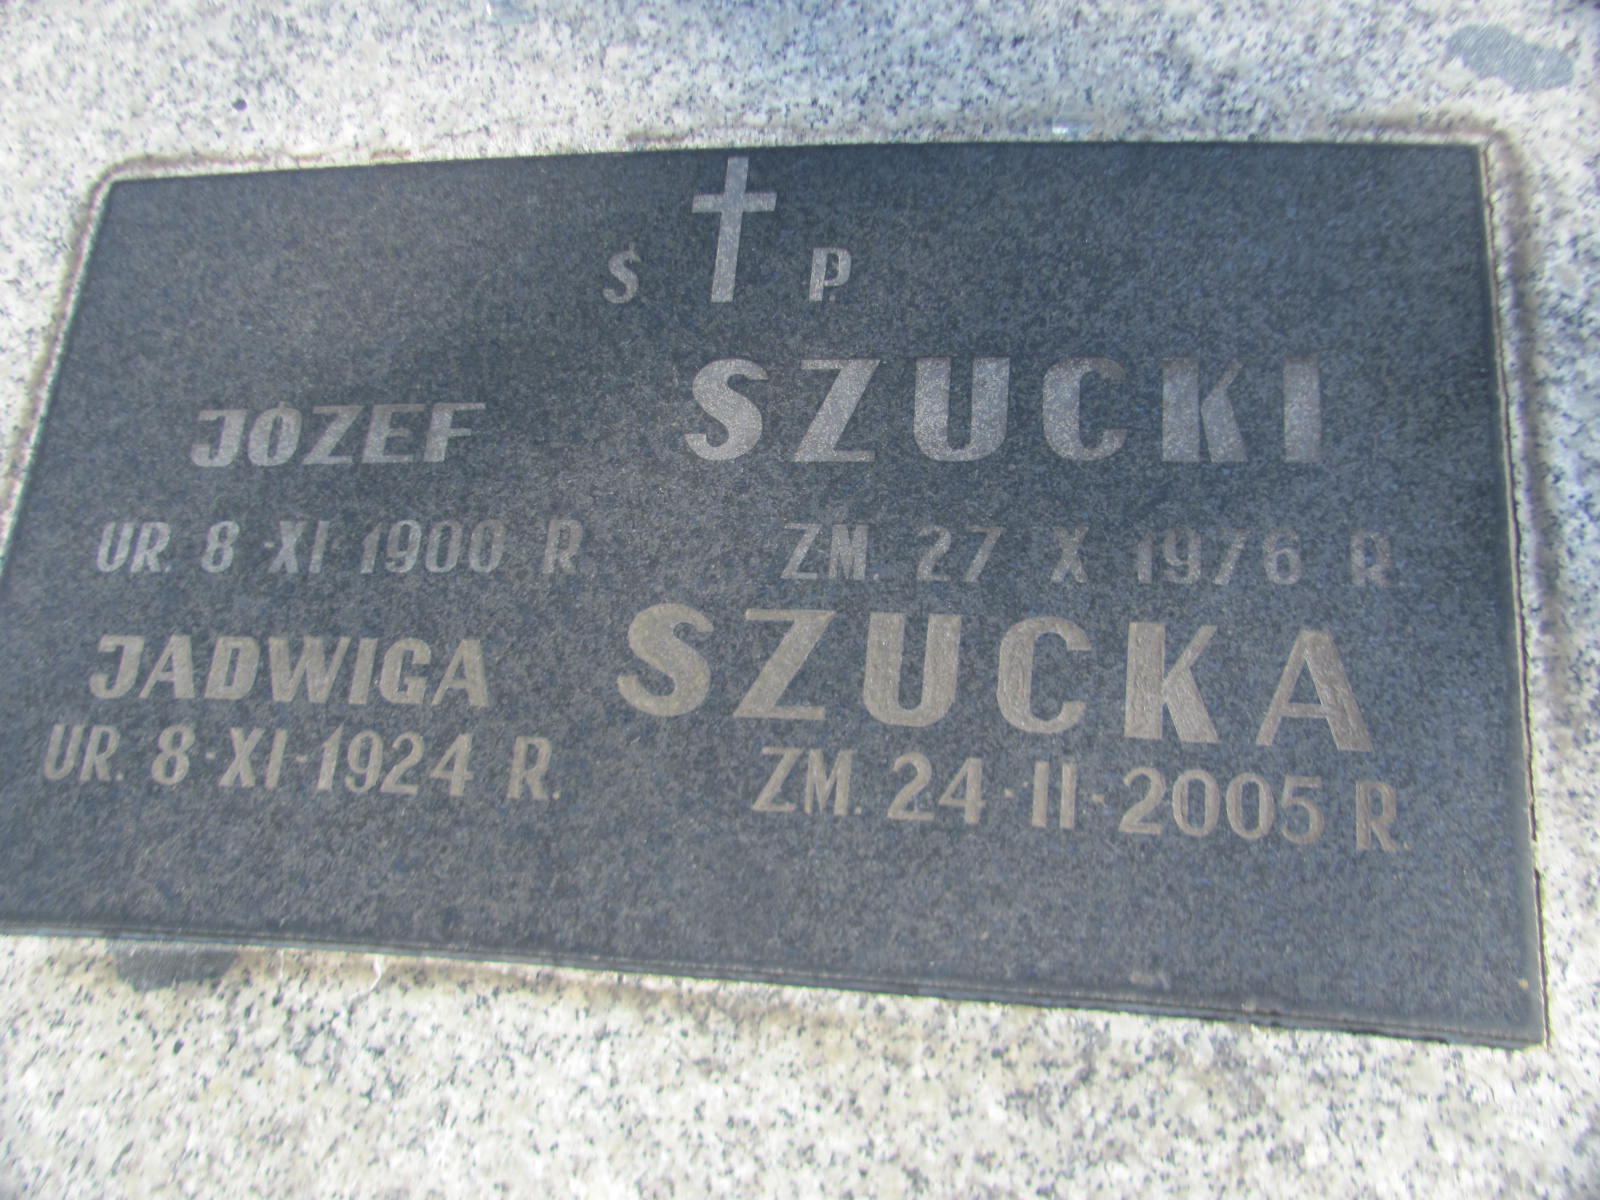 Ś. P.
JÓZEF SZUCKI
UR. 8 XI 1900 R. ZM. 27 X 1976 R.
JADWIGA SZUCKA
UR. 8·XI·1924 R. ZM. 24·II·2005 R.